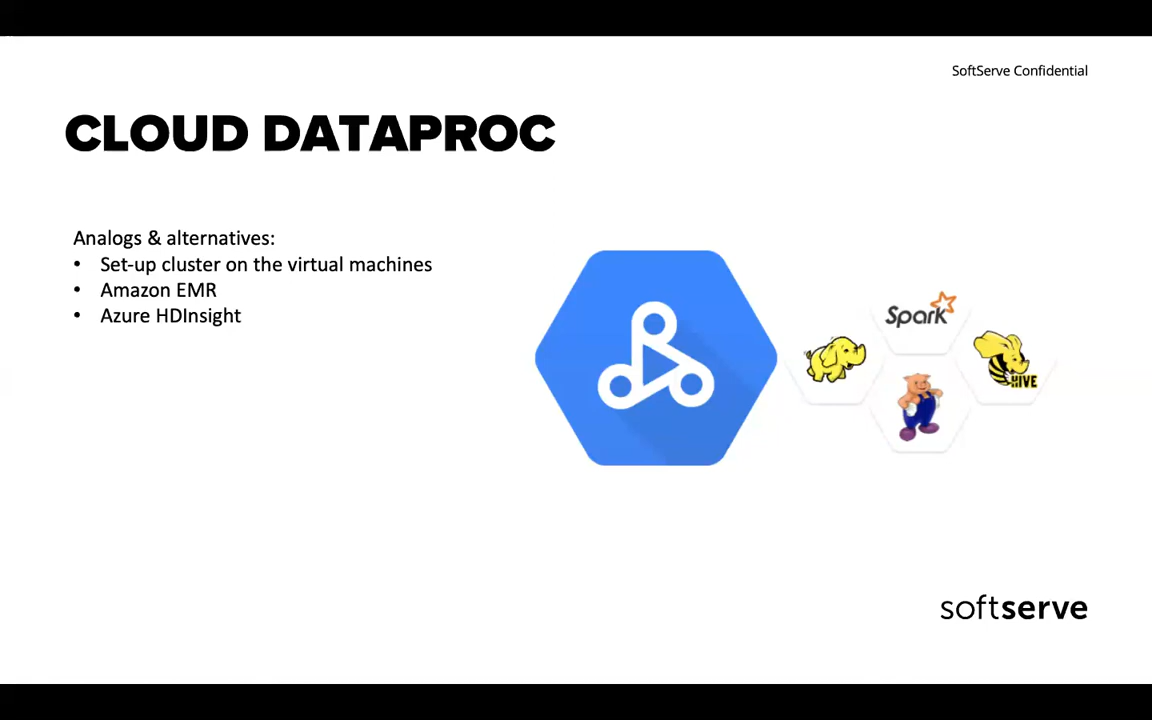 SoftServe Confidential
CLOUD DATAPROC
Analogs & alternatives:
• Set-up cluster on the virtual machines
• Amazon EMR
• Azure HDInsight
Spark
HIVE
softserve